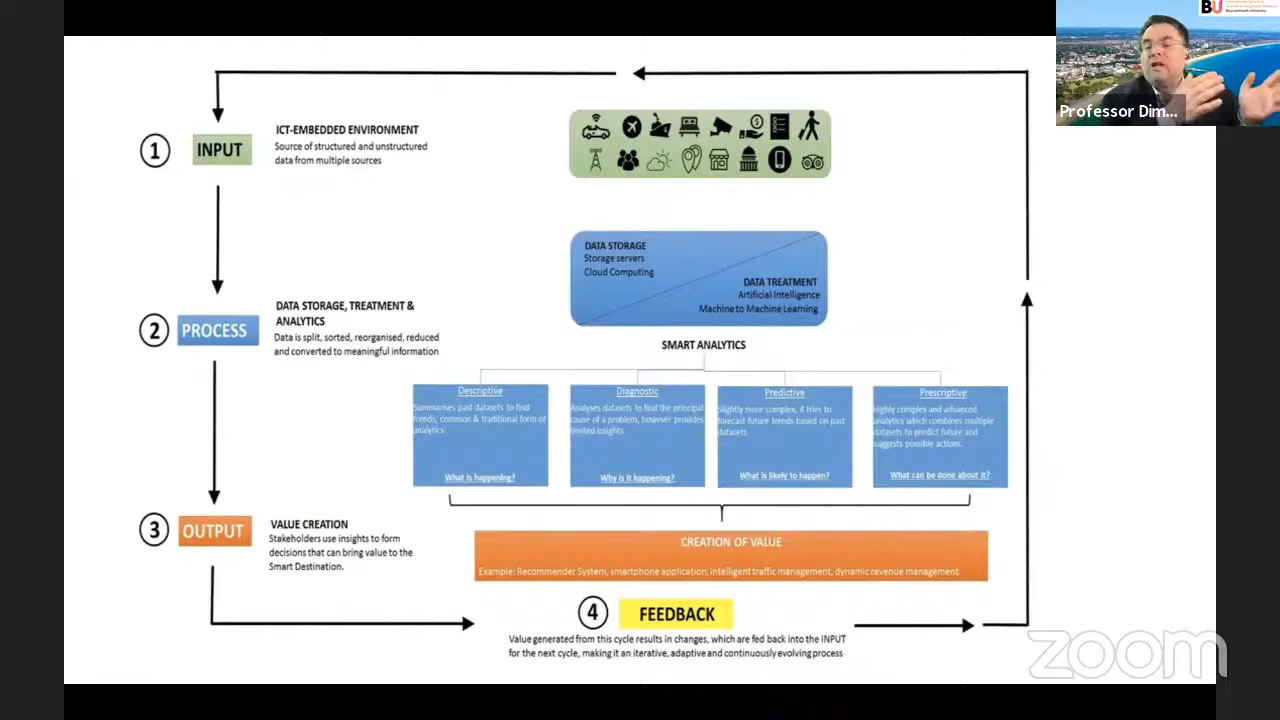 BU
Bournemouth University
Professor Dim...
1
INPUT
ICT-EMBEDDED ENVIRONMENT
Source of structured and unstructured
data from multiple sources
DATA STORAGE
Storage servers
Cloud Computing
DATA TREATMENT
Artificial Intelligence
Machine to Machine Learning
2
PROCESS
DATA STORAGE, TREATMENT &
ANALYTICS
Data is split, sorted, reorganised, reduced
and converted to meaningful information
SMART ANALYTICS
Descriptive
Summarises past datasets to find
trends, common & traditional form of
analytics
What is happening?
Diagnostic
Analyses datasets to find the principal
cause of a problem, however provides
limited insights
Why is it happening?
Predictive
Slightly more complex, it tries to
forecast future trends based on past
datasets
What is likely to happen?
Prescriptive
Highly complex and advanced
analytics which combines multiple
datasets to predict future and
suggests possible actions.
What can be done about it?
3
OUTPUT
VALUE CREATION
Stakeholders use insights to form
decisions that can bring value to the
Smart Destination.
CREATION OF VALUE
Example: Recommender System, smartphone application, intelligent traffic management, dynamic revenue management.
4
FEEDBACK
Value generated from this cycle results in changes, which are fed back into the INPUT
for the next cycle, making it an iterative, adaptive and continuously evolving process
zoom